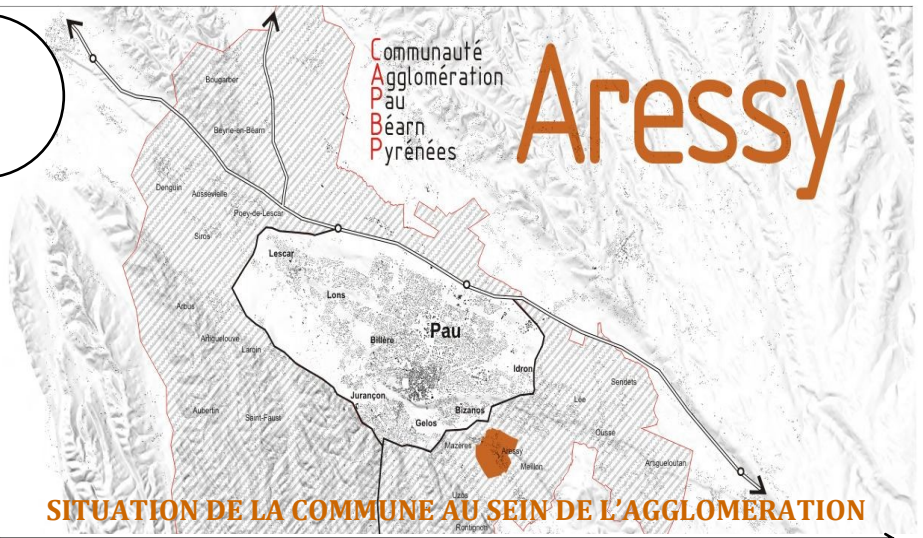 Communauté
Agglomération
Pau
Béarn
Pyrénées
Aressy
Bougarber
Beyrie-en-Béarn
Denguin
Aussevielle
Poey-de-Lescar
Siros
Lescar
Lons
Arbus
Pau
Artiguelouve
Billère
Laroin
Idron
Sendets
Jurançon
Lée
Aubertin
Saint-Faust
Bizanos
Gelos
Ousse
Mazères
Aressy
Meillon
Artigueloutan
Uzos
SITUATION DE LA COMMUNE AU SEIN DE L'AGGLOMERATION
Rontignon